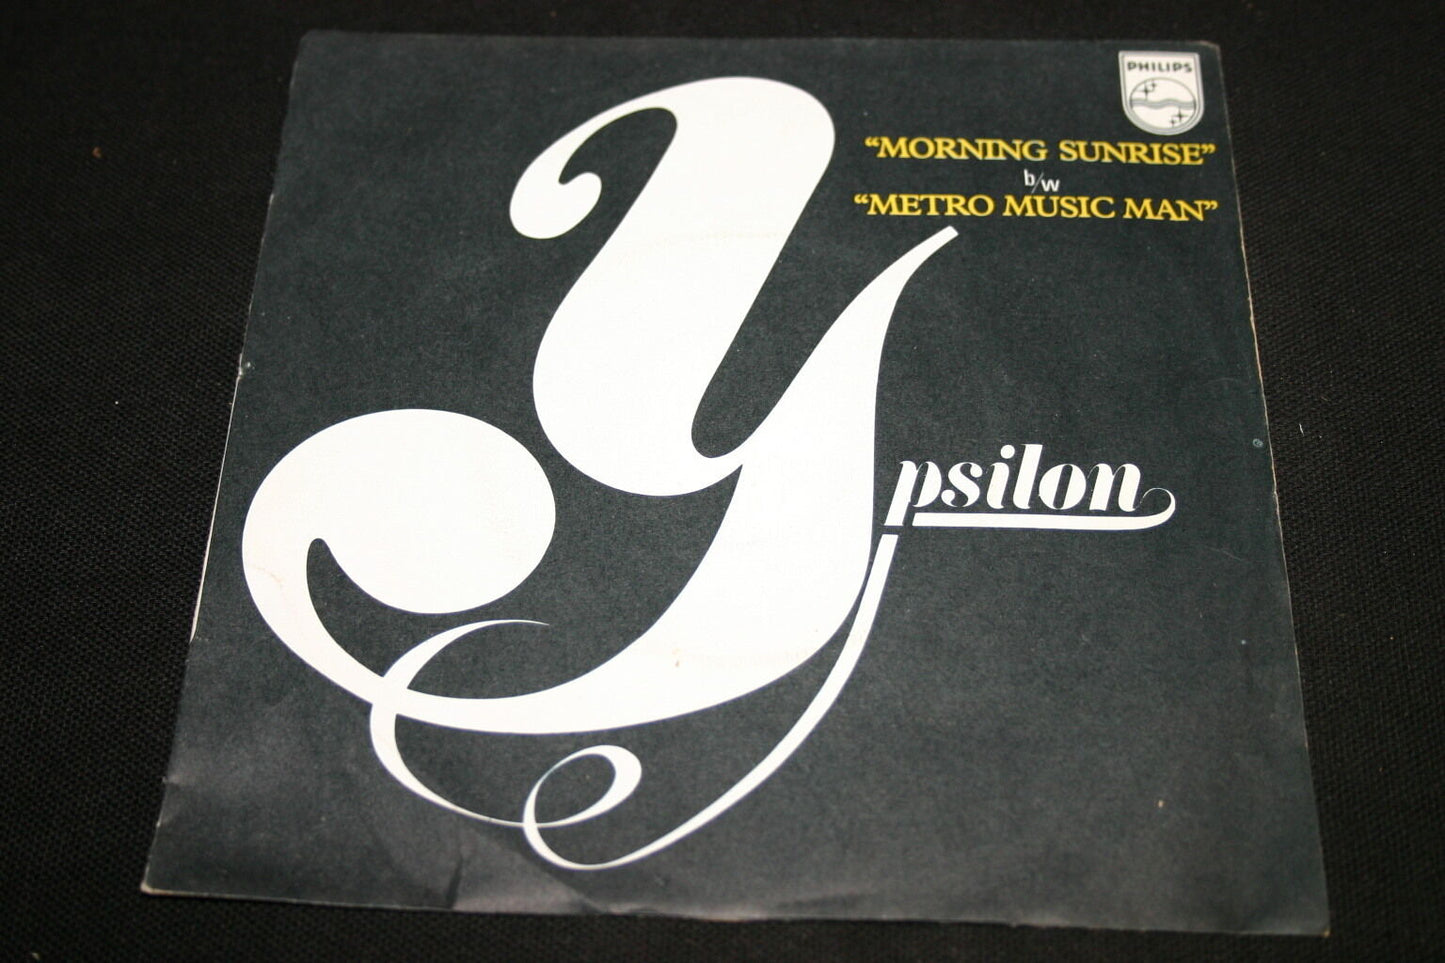 PHILIPS
“MORNING SUNRISE”
b/w
“METRO MUSIC MAN”
Ypsilon